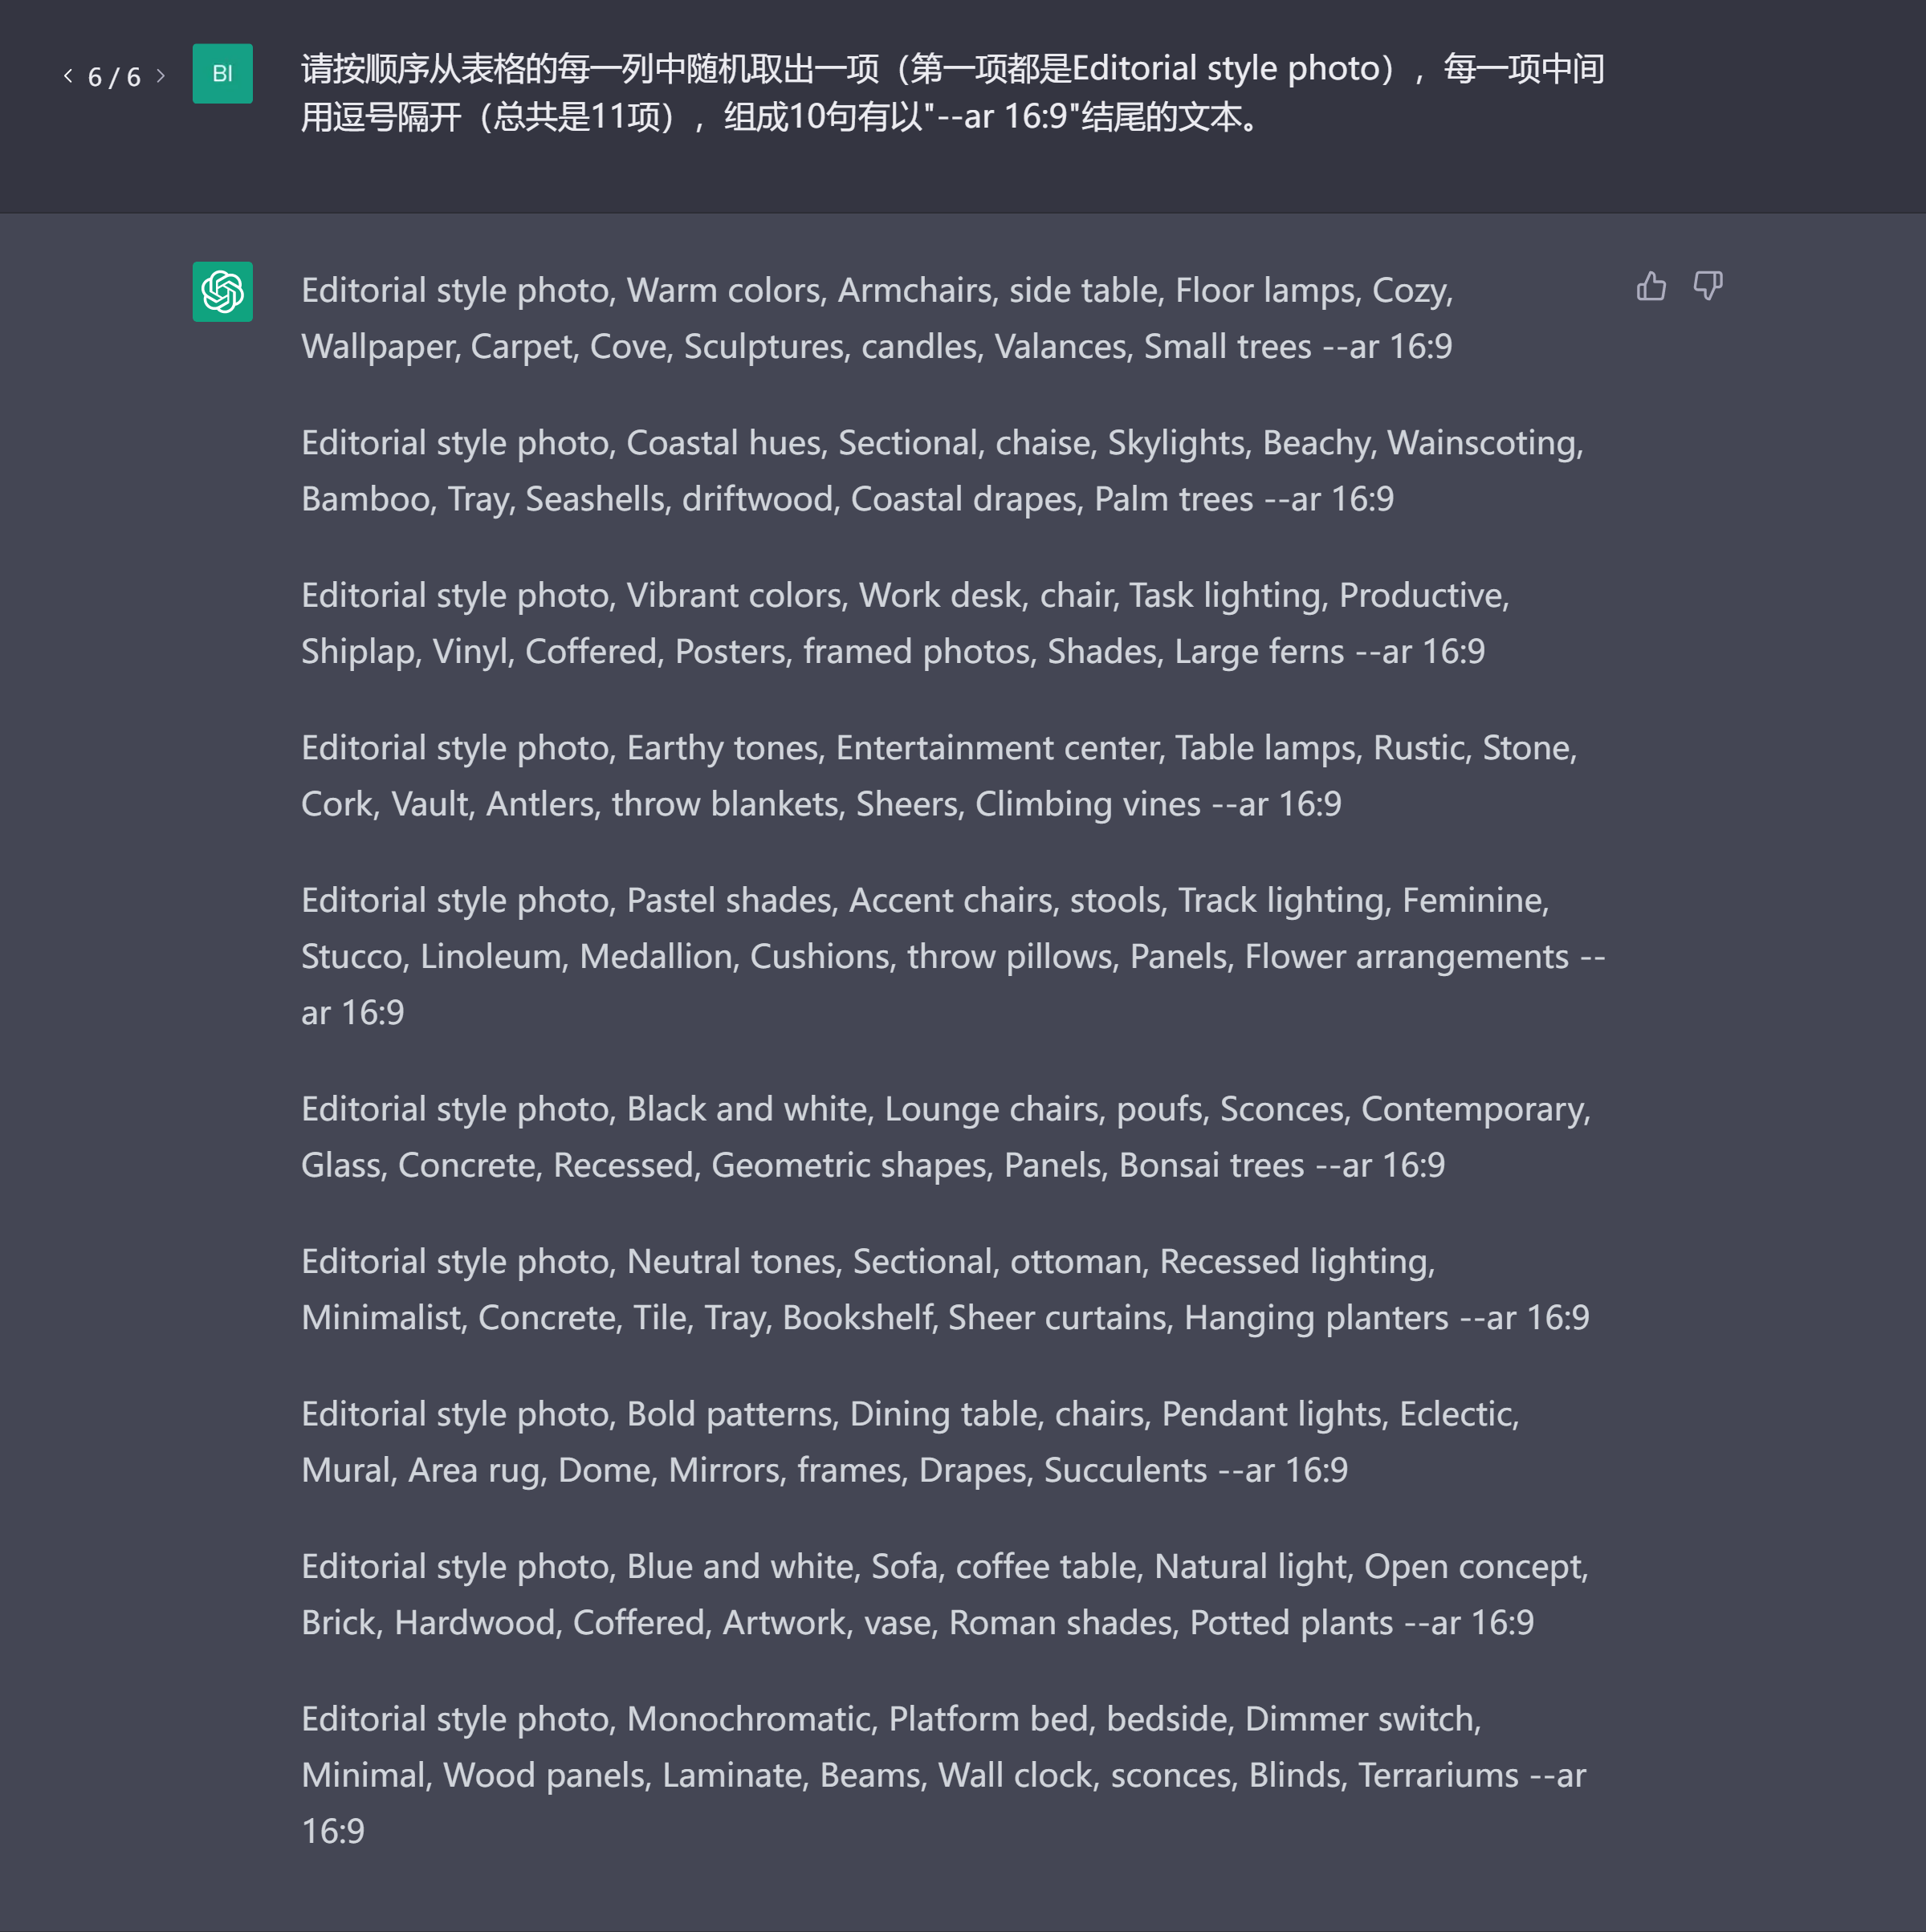 6 / 6
BI
请按顺序从表格的每一列中随机取出一项（第一项都是Editorial style photo），每一项中间
用逗号隔开（总共是11项），组成10句有以"--ar 16:9"结尾的文本。
Editorial style photo, Warm colors, Armchairs, side table, Floor lamps, Cozy,
Wallpaper, Carpet, Cove, Sculptures, candles, Valances, Small trees --ar 16:9
Editorial style photo, Coastal hues, Sectional, chaise, Skylights, Beachy, Wainscoting,
Bamboo, Tray, Seashells, driftwood, Coastal drapes, Palm trees --ar 16:9
Editorial style photo, Vibrant colors, Work desk, chair, Task lighting, Productive,
Shiplap, Vinyl, Coffered, Posters, framed photos, Shades, Large ferns --ar 16:9
Editorial style photo, Earthy tones, Entertainment center, Table lamps, Rustic, Stone,
Cork, Vault, Antlers, throw blankets, Sheers, Climbing vines --ar 16:9
Editorial style photo, Pastel shades, Accent chairs, stools, Track lighting, Feminine,
Stucco, Linoleum, Medallion, Cushions, throw pillows, Panels, Flower arrangements --
ar 16:9
Editorial style photo, Black and white, Lounge chairs, poufs, Sconces, Contemporary,
Glass, Concrete, Recessed, Geometric shapes, Panels, Bonsai trees --ar 16:9
Editorial style photo, Neutral tones, Sectional, ottoman, Recessed lighting,
Minimalist, Concrete, Tile, Tray, Bookshelf, Sheer curtains, Hanging planters --ar 16:9
Editorial style photo, Bold patterns, Dining table, chairs, Pendant lights, Eclectic,
Mural, Area rug, Dome, Mirrors, frames, Drapes, Succulents --ar 16:9
Editorial style photo, Blue and white, Sofa, coffee table, Natural light, Open concept,
Brick, Hardwood, Coffered, Artwork, vase, Roman shades, Potted plants --ar 16:9
Editorial style photo, Monochromatic, Platform bed, bedside, Dimmer switch,
Minimal, Wood panels, Laminate, Beams, Wall clock, sconces, Blinds, Terrariums --ar
16:9